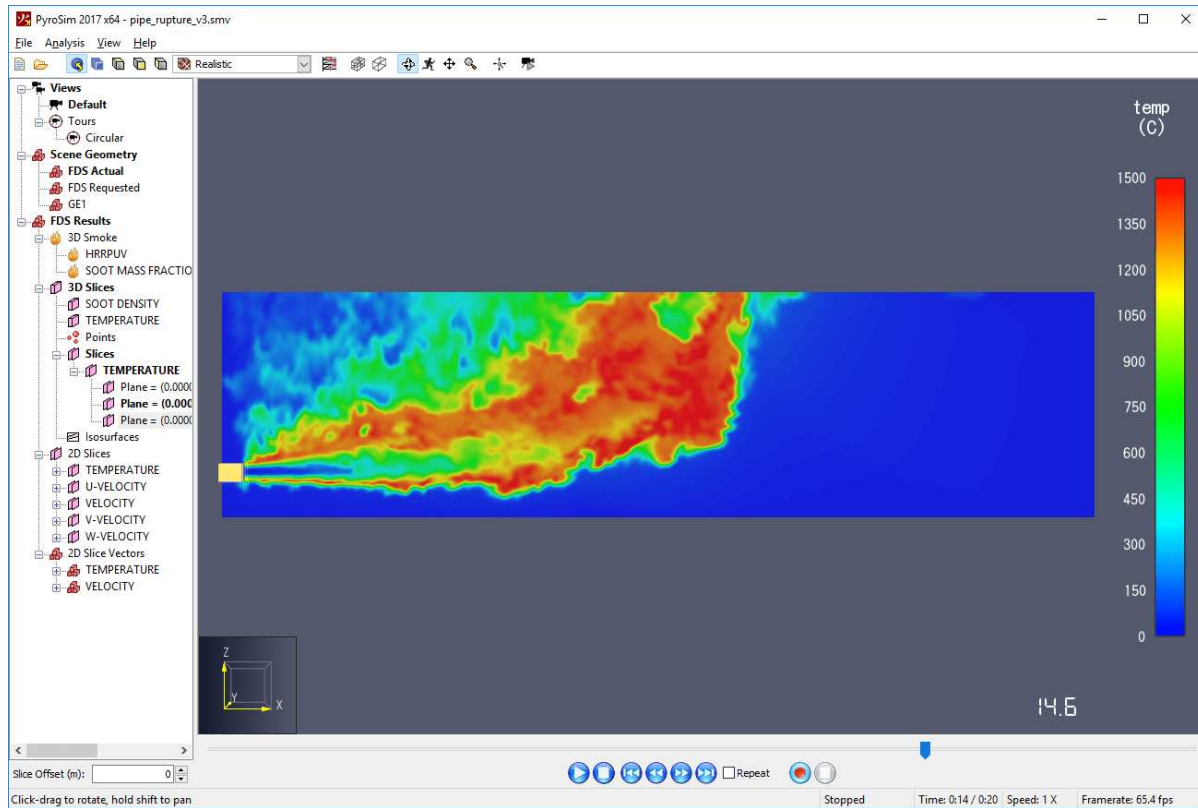 PyroSim 2017 x64 - pipe_rupture_v3.smv
File Analysis View Help
Realistic
Views
Default
Tours
Circular
Scene Geometry
FDS Actual
FDS Requested
GE1
FDS Results
3D Smoke
HRRPUV
SOOT MASS FRACTIO
3D Slices
SOOT DENSITY
TEMPERATURE
Points
Slices
TEMPERATURE
Plane = (0.0000
Plane = (0.000
Plane = (0.0000
Isosurfaces
2D Slices
TEMPERATURE
U-VELOCITY
VELOCITY
V-VELOCITY
W-VELOCITY
2D Slice Vectors
TEMPERATURE
VELOCITY
temp
(C)
1500
1350
1200
1050
900
750
600
450
300
150
0
Z
Y
X
14.6
Slice Offset (m): 0
Repeat
Click-drag to rotate, hold shift to pan
Stopped Time: 0:14 / 0:20 Speed: 1 X Framerate: 65.4 fps